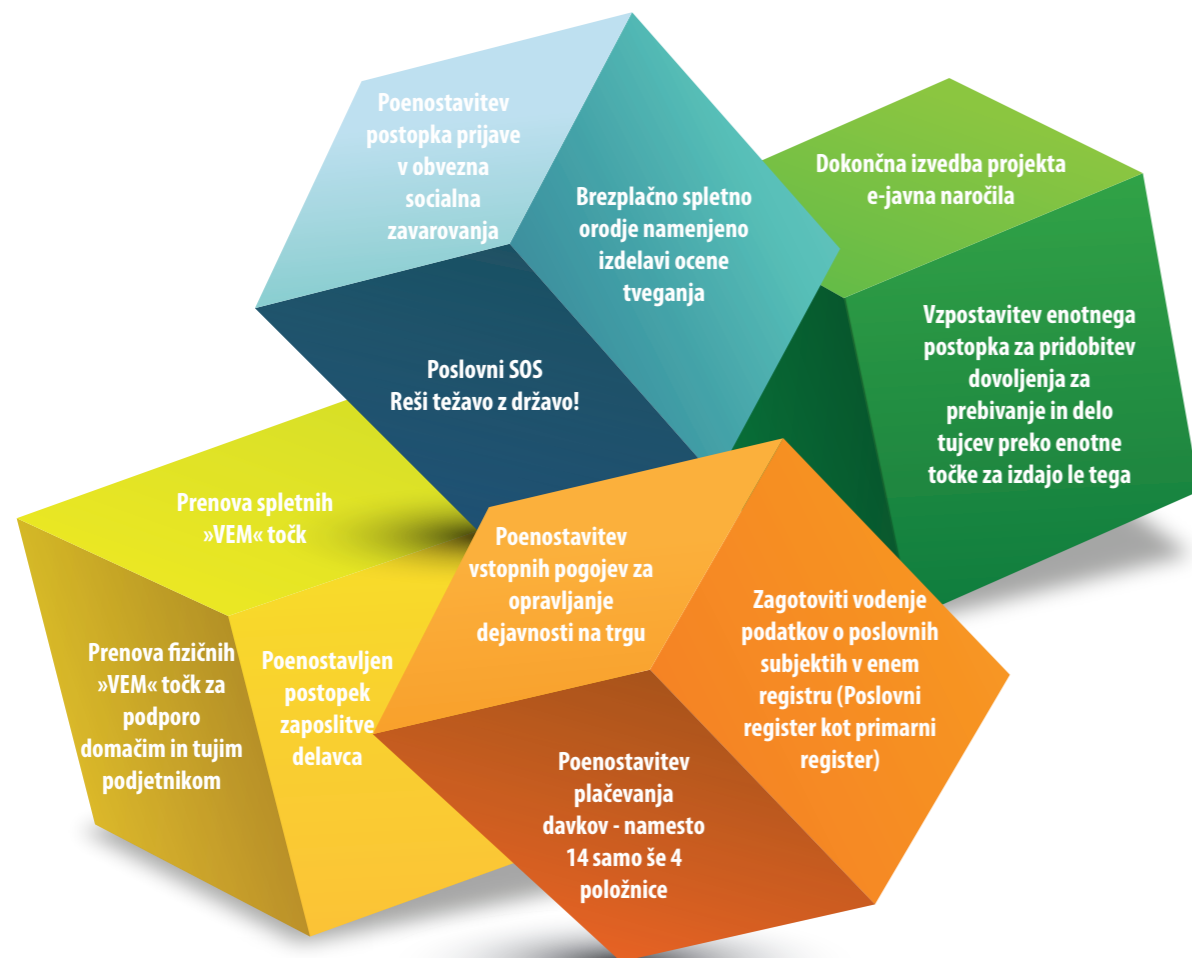 Poenostavitev
postopka prijave
v obvezna
socialna
zavarovanja
Brezplačno spletno
orodje namenjeno
izdelavi ocene
tveganja
Dokončna izvedba projekta
e-javna naročila
Poslovni SOS
Reši težavo z državo!
Vzpostavitev enotnega
postopka za pridobitev
dovoljenja za
prebivanje in delo
tujcev preko enotne
točke za izdajo le tega
Prenova spletnih
»VEM« točk
Prenova fizičnih
»VEM« točk za
podporo
domačim in tujim
podjetnikom
Poenostavljen
postopek
zaposlitve
delavca
Poenostavitev
vstopnih pogojev za
opravljanje
dejavnosti na trgu
Zagotoviti vodenje
podatkov o poslovnih
subjektih v enem
registru (Poslovni
register kot primarni
register)
Poenostavitev
plačevanja
davkov - namesto
14 samo še 4
položnice